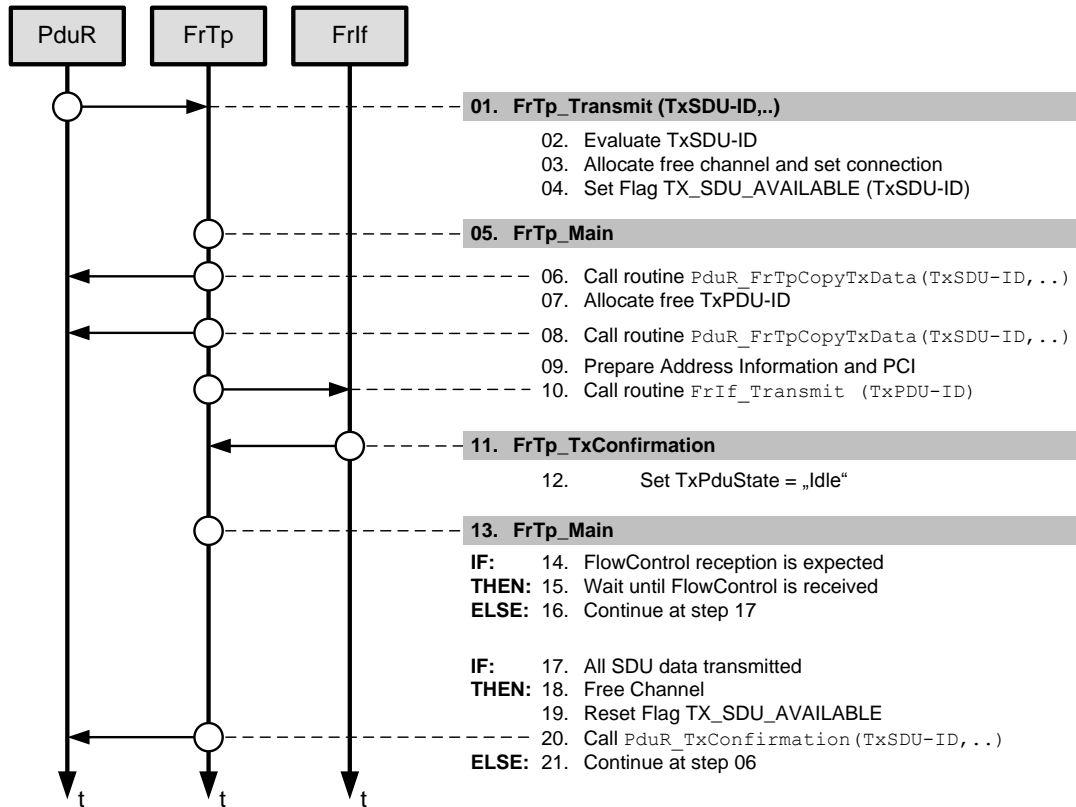 PduR FrTp FrIf
01. FrTp_Transmit (TxSDU-ID,..)
02. Evaluate TxSDU-ID
03. Allocate free channel and set connection
04. Set Flag TX_SDU_AVAILABLE (TxSDU-ID)
05. FrTp_Main
06. Call routine PduR_FrTpCopyTxData(TxSDU-ID,..)
07. Allocate free TxPDU-ID
08. Call routine PduR_FrTpCopyTxData(TxSDU-ID,..)
09. Prepare Address Information and PCI
10. Call routine FrIf_Transmit (TxPDU-ID)
11. FrTp_TxConfirmation
12. Set TxPduState = „Idle“
13. FrTp_Main
IF: 14. FlowControl reception is expected
THEN: 15. Wait until FlowControl is received
ELSE: 16. Continue at step 17
IF: 17. All SDU data transmitted
THEN: 18. Free Channel
19. Reset Flag TX_SDU_AVAILABLE
20. Call PduR_TxConfirmation(TxSDU-ID,..)
ELSE: 21. Continue at step 06
t t t